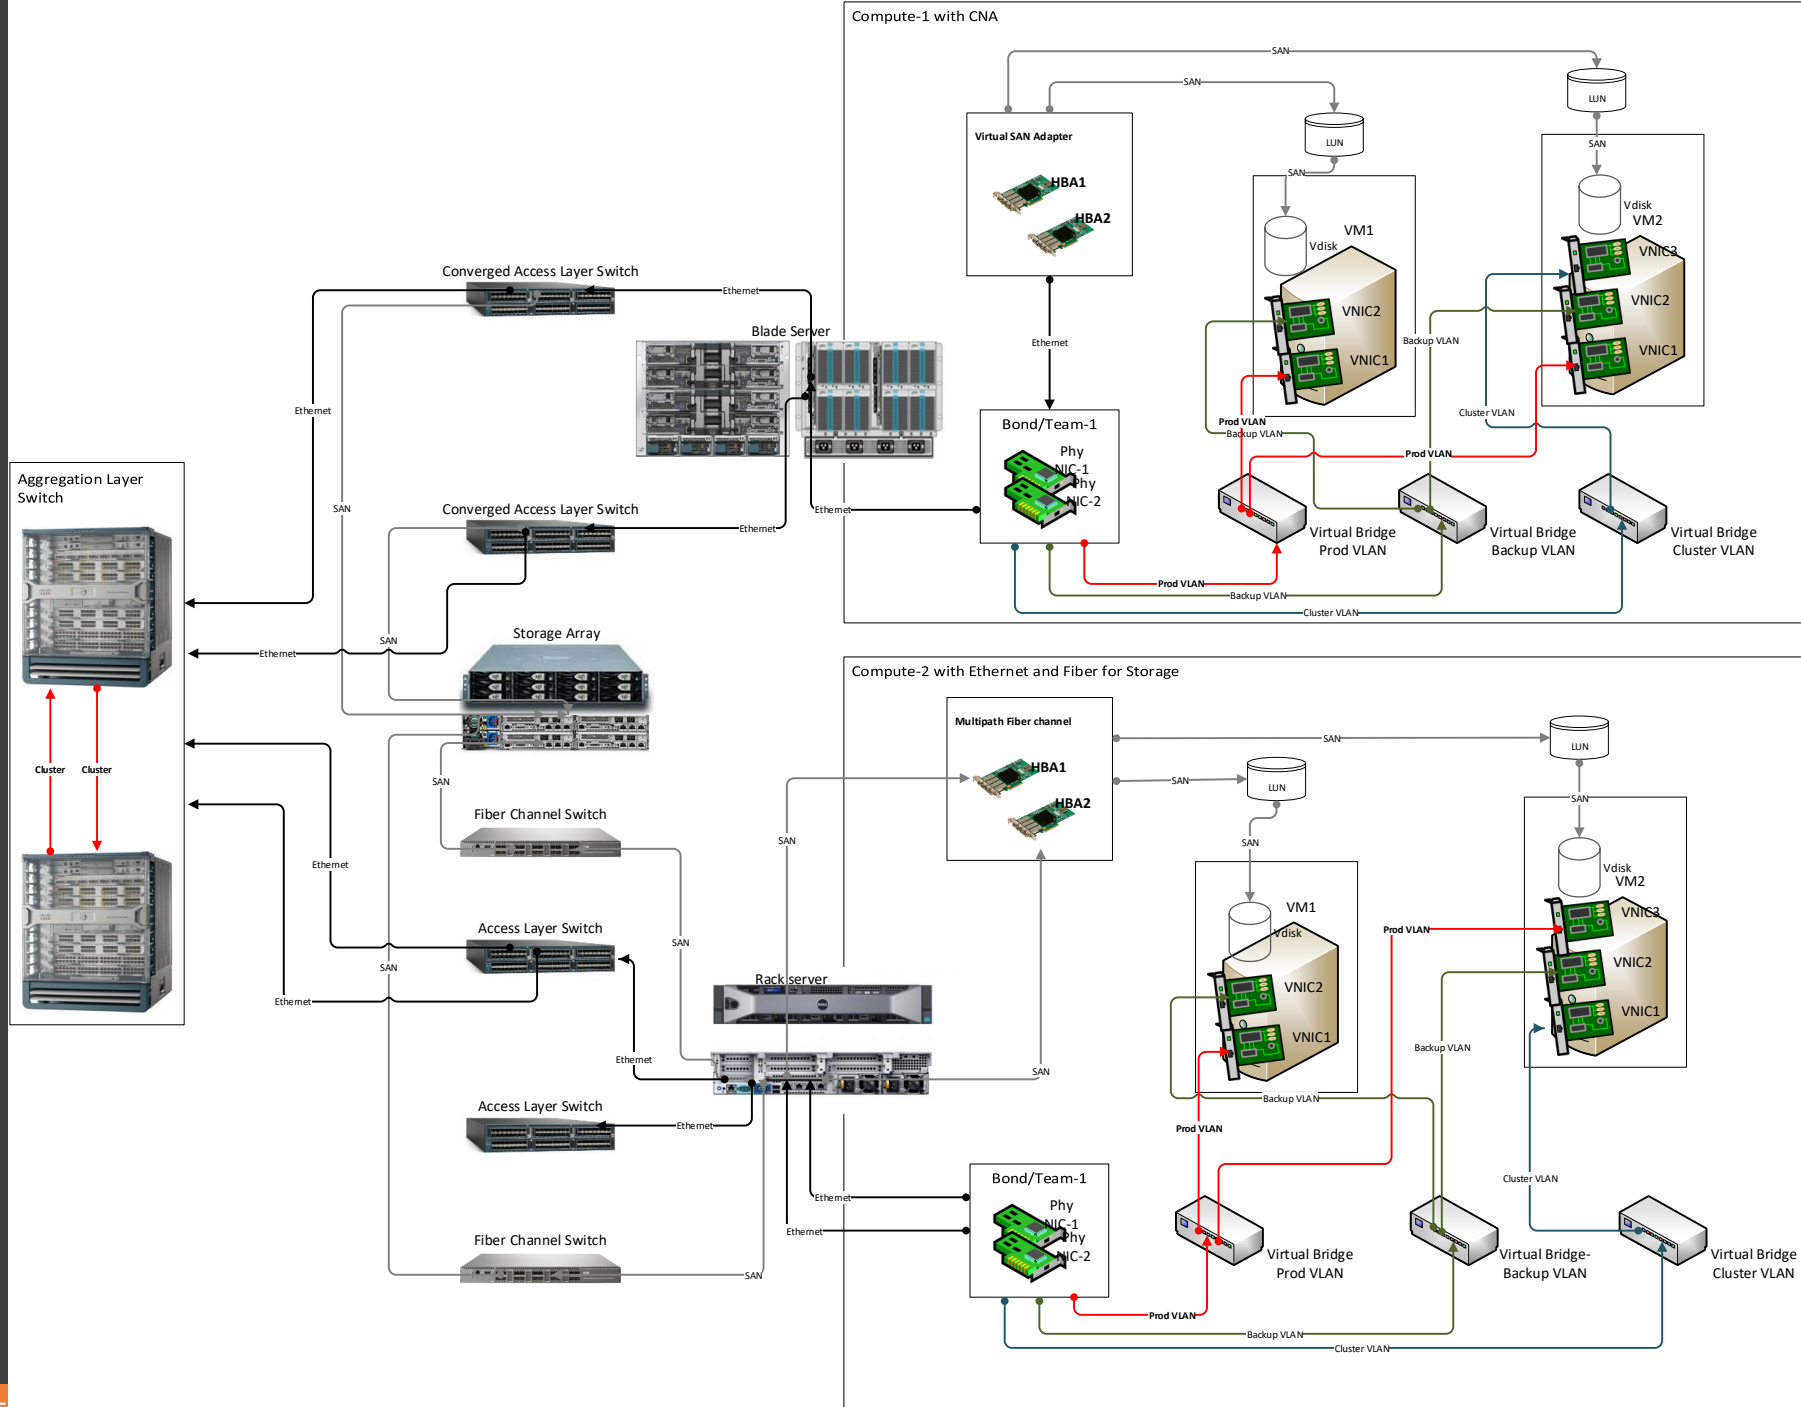 Compute-1 with CNA
SAN
SAN
LUN
LUN
Virtual SAN Adapter
HBA1
HBA2
SAN
SAN
Vdisk
VM2
VM1
Vdisk
VNIC3
VNIC2
VNIC1
VNIC2
VNIC1
Converged Access Layer Switch
Ethernet
Blade Server
Ethernet
Backup VLAN
Ethernet
Cluster VLAN
Prod VLAN
Backup VLAN
Prod VLAN
Bond/Team-1
Phy
NIC-1
Phy
NIC-2
Aggregation Layer
Switch
SAN
Converged Access Layer Switch
Ethernet
Ethernet
Virtual Bridge
Prod VLAN
Virtual Bridge
Backup VLAN
Virtual Bridge
Cluster VLAN
Prod VLAN
Backup VLAN
Cluster VLAN
Storage Array
SAN
Ethernet
Compute-2 with Ethernet and Fiber for Storage
Multipath Fiber channel
HBA1
HBA2
SAN
SAN
LUN
LUN
Cluster
Cluster
SAN
Fiber Channel Switch
SAN
SAN
SAN
Vdisk
VM2
VM1
Vdisk
VNIC3
VNIC2
VNIC1
VNIC2
VNIC1
Ethernet
Access Layer Switch
SAN
SAN
Prod VLAN
Ethernet
Rack server
Ethernet
SAN
Backup VLAN
Backup VLAN
Access Layer Switch
Ethernet
Prod VLAN
Cluster VLAN
Bond/Team-1
Phy
NIC-1
Phy
NIC-2
Ethernet
Ethernet
Fiber Channel Switch
SAN
Virtual Bridge
Prod VLAN
Virtual Bridge-
Backup VLAN
Virtual Bridge
Cluster VLAN
Prod VLAN
Backup VLAN
Cluster VLAN